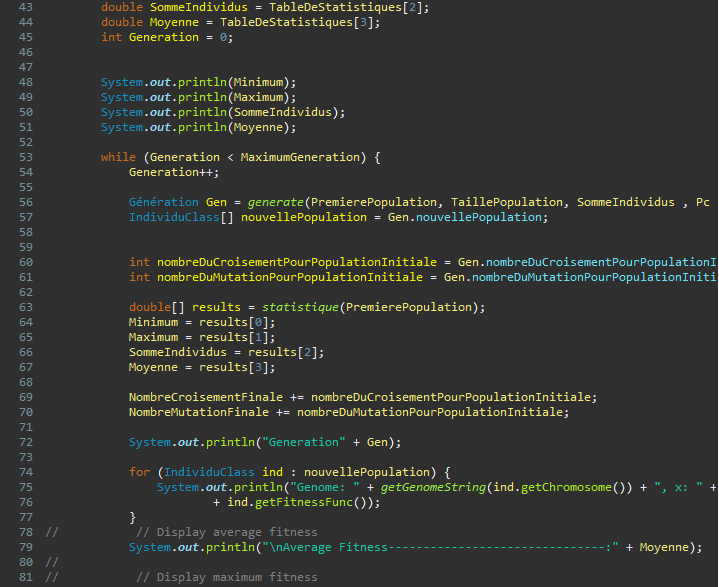 43 double SommeIndividus = TableDeStatistiques[2];
44 double Moyenne = TableDeStatistiques[3];
45 int Generation = 0;
46
47
48 System.out.println(Minimum);
49 System.out.println(Maximum);
50 System.out.println(SommeIndividus);
51 System.out.println(Moyenne);
52
53 while (Generation < MaximumGeneration) {
54 Generation++;
55
56 Génération Gen = generate(PremierePopulation, TaillePopulation, SommeIndividus , Pc
57 IndividuClass[] nouvellePopulation = Gen.nouvellePopulation;
58
59
60 int nombreDuCroisementPourPopulationInitiale = Gen.nombreDuCroisementPourPopulationI
61 int nombreDuMutationPourPopulationInitiale = Gen.nombreDuMutationPourPopulationIniti
62
63 double[] results = statistique(PremierePopulation);
64 Minimum = results[0];
65 Maximum = results[1];
66 SommeIndividus = results[2];
67 Moyenne = results[3];
68
69 NombreCroisementFinale += nombreDuCroisementPourPopulationInitiale;
70 NombreMutationFinale += nombreDuMutationPourPopulationInitiale;
71
72 System.out.println("Generation" + Gen);
73
74 for (IndividuClass ind : nouvellePopulation) {
75 System.out.println("Genome: " + getGenomeString(ind.getChromosome()) + ", x: " +
76 + ind.getFitnessFunc());
77 }
78 // // Display average fitness
79 System.out.println("\nAverage Fitness-------------------------------:" + Moyenne);
80 //
81 // // Display maximum fitness